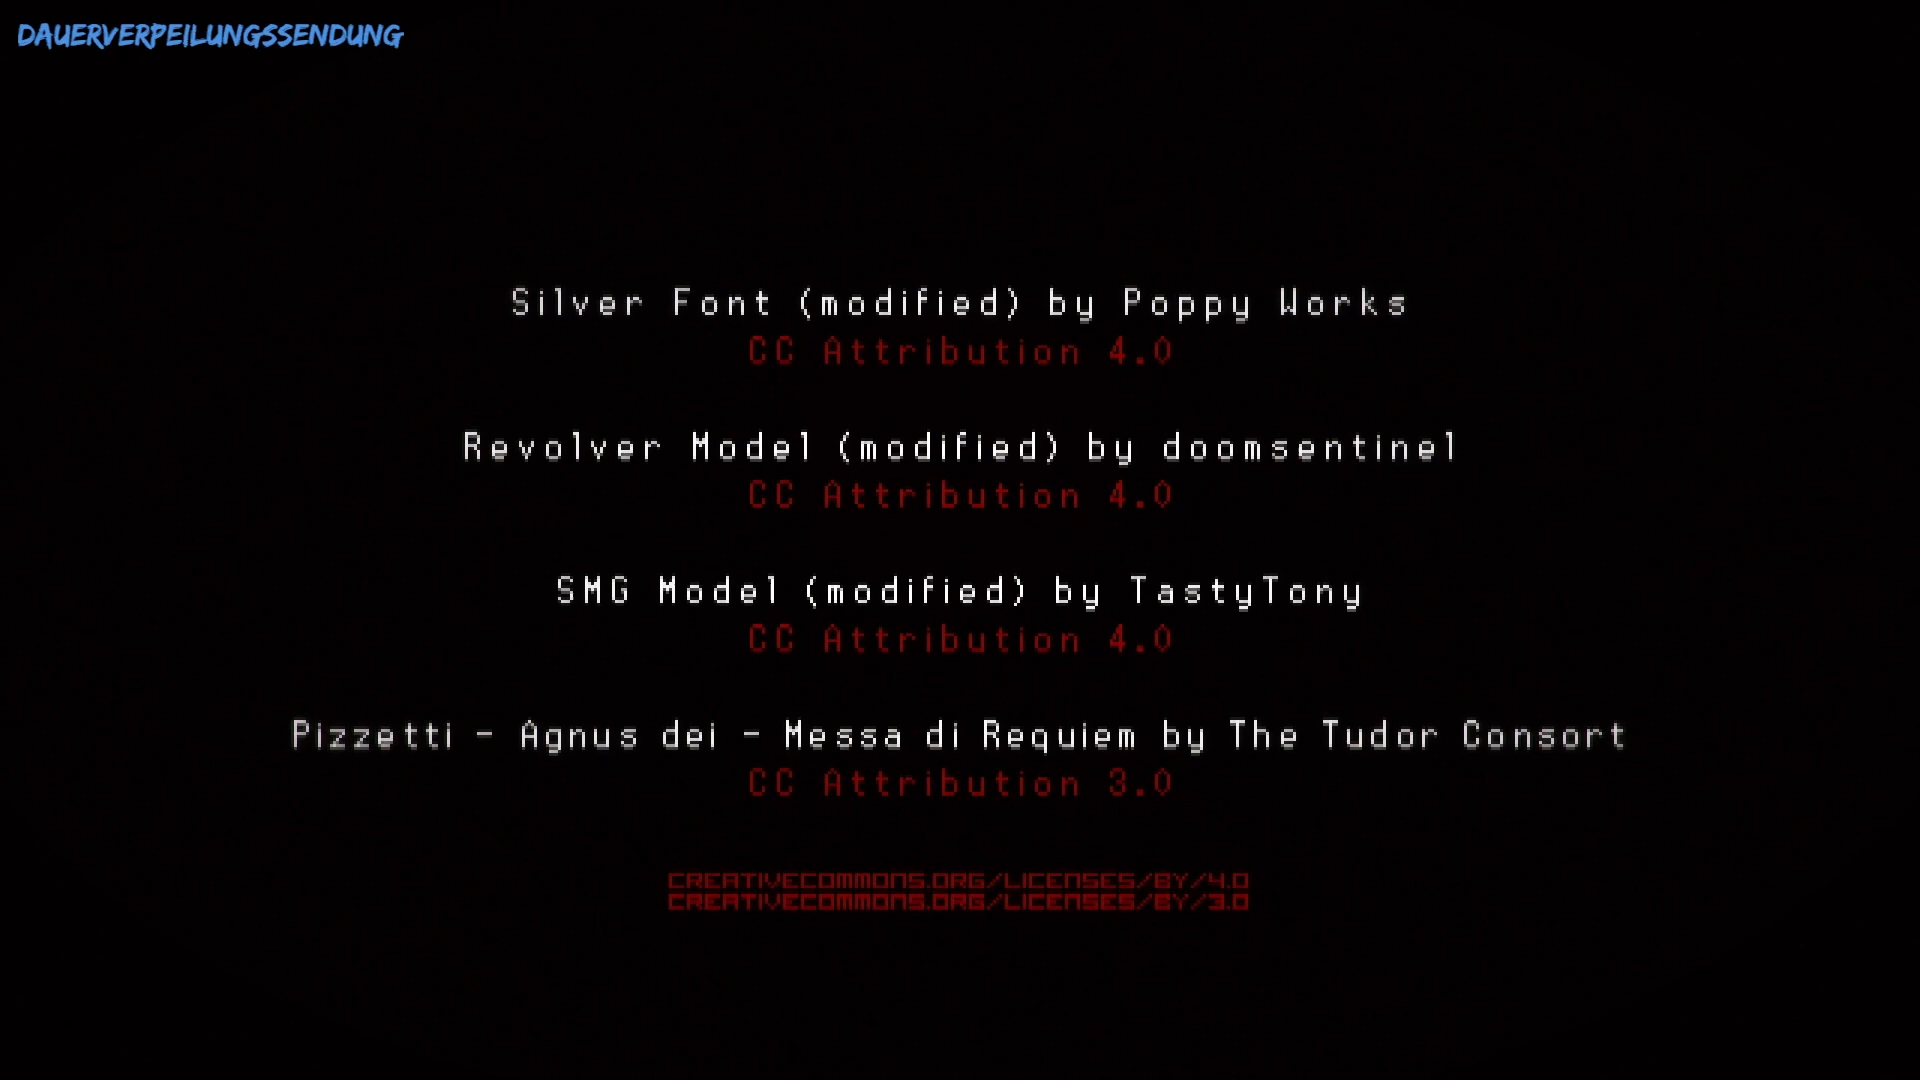 DAUERVERPEILUNGSSENDUNG
Silver Font (modified) by Poppy Works
CC Attribution 4.0
Revolver Model (modified) by doomsentinel
CC Attribution 4.0
SMG Model (modified) by TastyTony
CC Attribution 4.0
Pizzetti - Agnus dei - Messa di Requiem by The Tudor Consort
CC Attribution 3.0
CREATIVECOMMONS.ORG/LICENSES/BY/4.0
CREATIVECOMMONS.ORG/LICENSES/BY/3.0